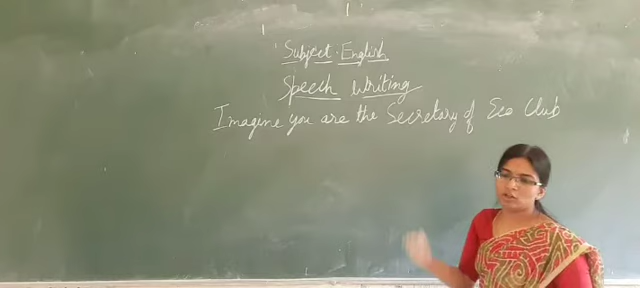 Subject. English
Speech Writing
Imagine you are the Secretary of Eco Club